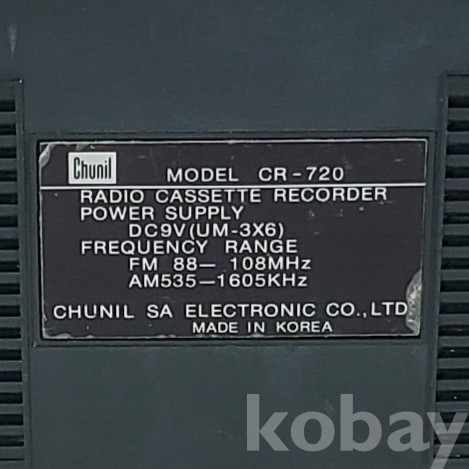 Chunil
MODEL CR-720
RADIO CASSETTE RECORDER
POWER SUPPLY
DC9V(UM-3X6)
FREQUENCY RANGE
FM 88— 108MHz
AM535—1605KHz
CHUNIL SA ELECTRONIC CO.,LTD
MADE IN KOREA
kobay